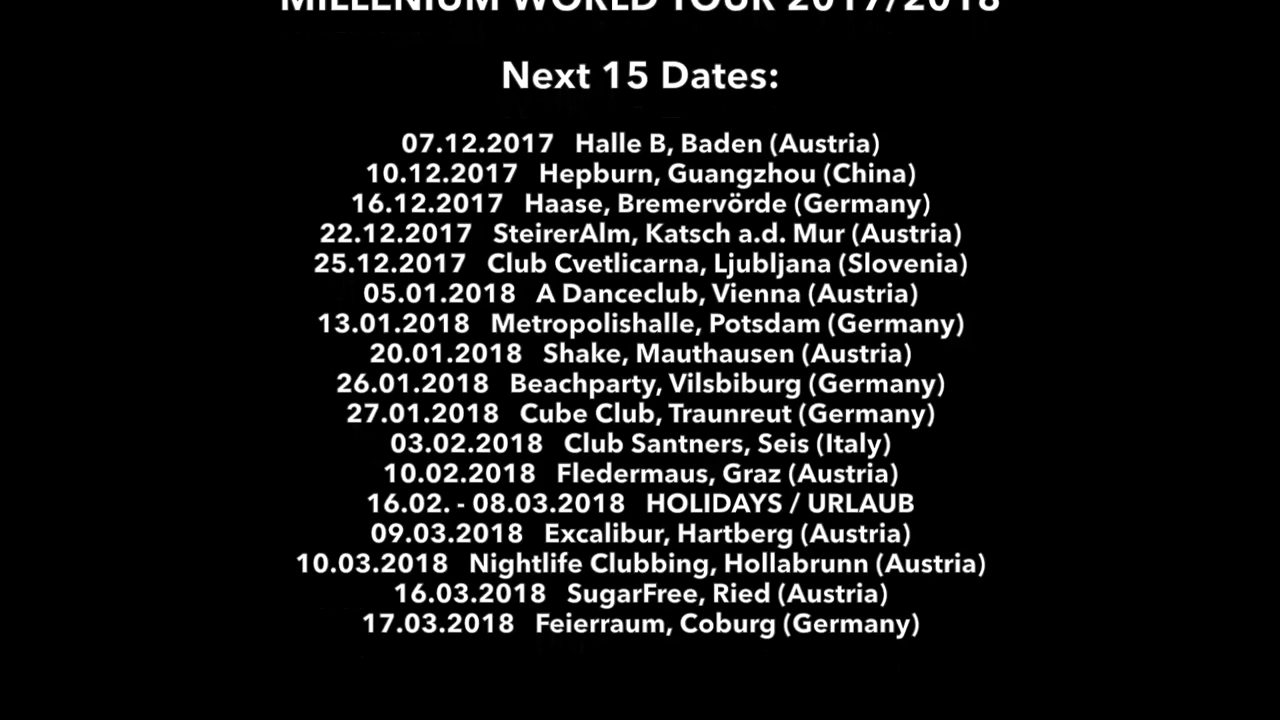 MILLENIUM WORLD TOUR 2017/2018
Next 15 Dates:
07.12.2017 Halle B, Baden (Austria)
10.12.2017 Hepburn, Guangzhou (China)
16.12.2017 Haase, Bremervörde (Germany)
22.12.2017 SteirerAlm, Katsch a.d. Mur (Austria)
25.12.2017 Club Cvetlicarna, Ljubljana (Slovenia)
05.01.2018 A Danceclub, Vienna (Austria)
13.01.2018 Metropolishalle, Potsdam (Germany)
20.01.2018 Shake, Mauthausen (Austria)
26.01.2018 Beachparty, Vilsbiburg (Germany)
27.01.2018 Cube Club, Traunreut (Germany)
03.02.2018 Club Santners, Seis (Italy)
10.02.2018 Fledermaus, Graz (Austria)
16.02. - 08.03.2018 HOLIDAYS / URLAUB
09.03.2018 Excalibur, Hartberg (Austria)
10.03.2018 Nightlife Clubbing, Hollabrunn (Austria)
16.03.2018 SugarFree, Ried (Austria)
17.03.2018 Feierraum, Coburg (Germany)